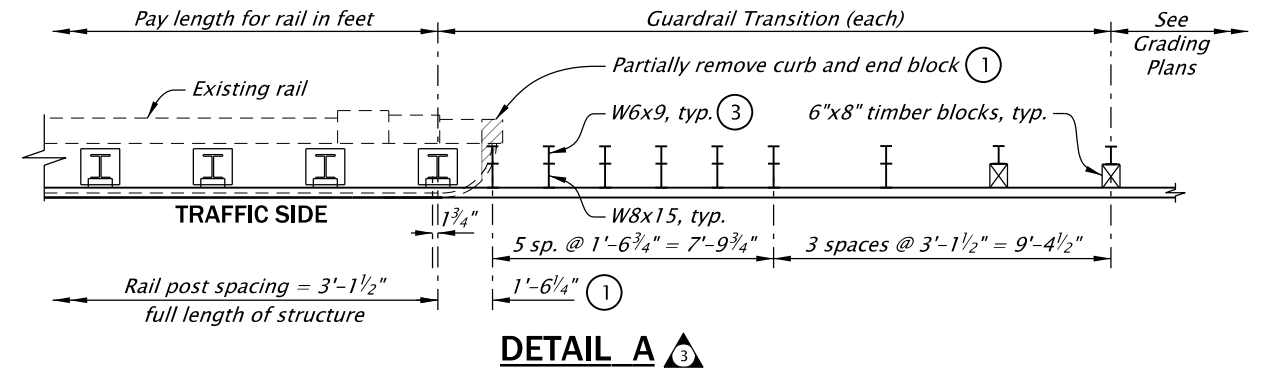 Pay length for rail in feet
Guardrail Transition (each)
See
Grading
Plans
Partially remove curb and end block 1
Existing rail
W6x9, typ. 3
6"x8" timber blocks, typ.
TRAFFIC SIDE
1¾"
W8x15, typ.
5 sp. @ 1'-6¾" = 7'-9¾"
3 spaces @ 3'-1½" = 9'-4½"
Rail post spacing = 3'-1½"
full length of structure
1'-6¼" 1
DETAIL A 3